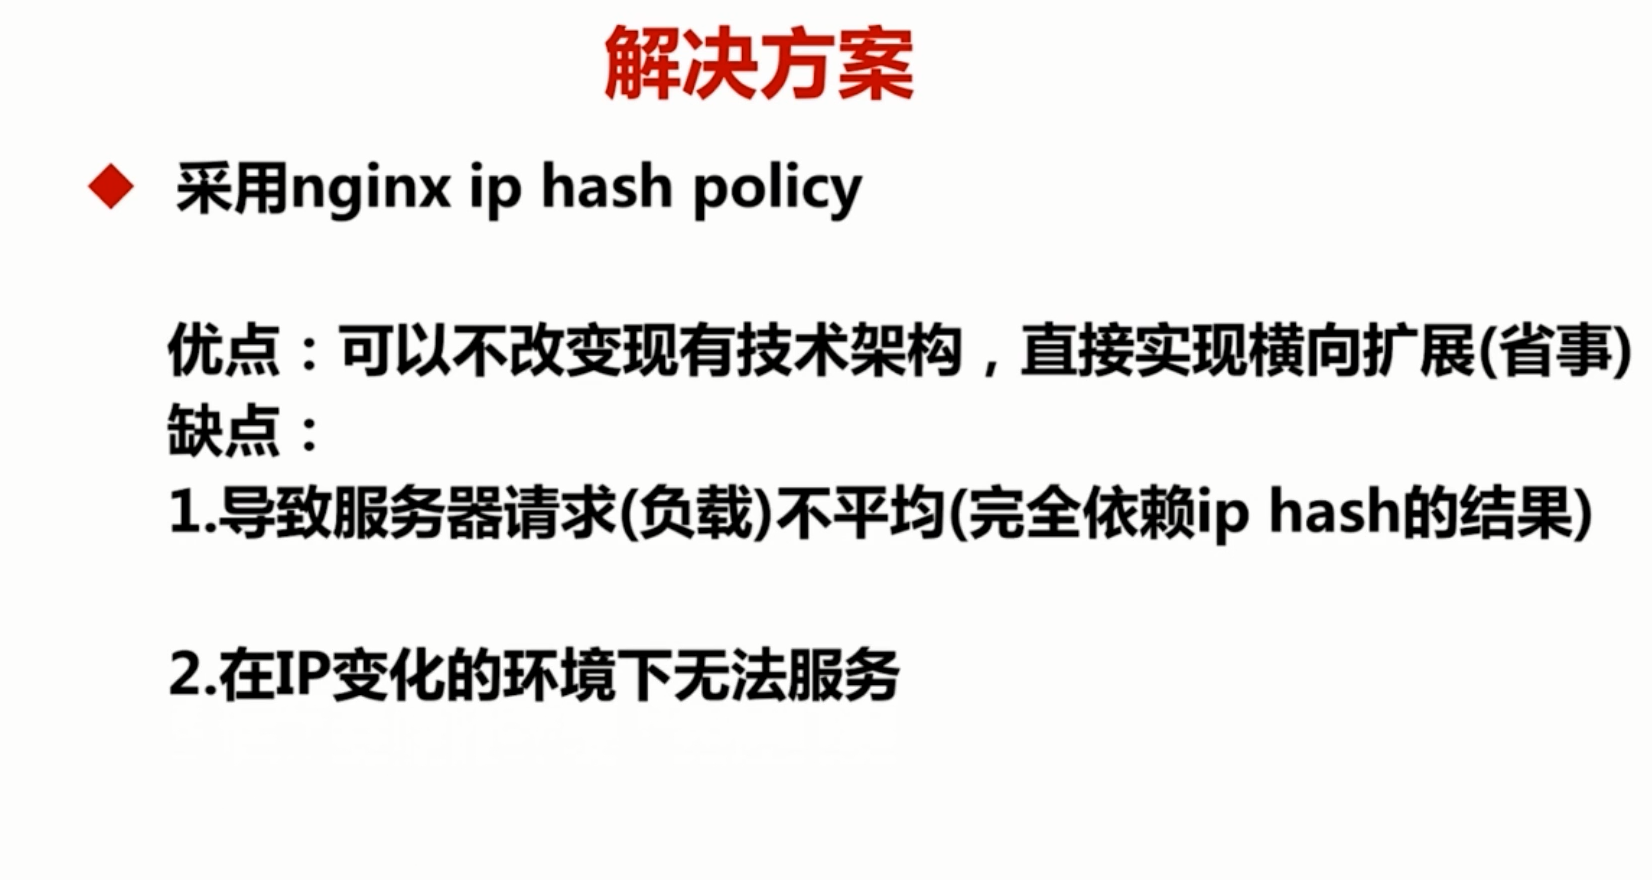 解决方案
采用nginx ip hash policy
优点：可以不改变现有技术架构，直接实现横向扩展(省事)
缺点：
1.导致服务器请求(负载)不平均(完全依赖ip hash的结果)
2.在IP变化的环境下无法服务